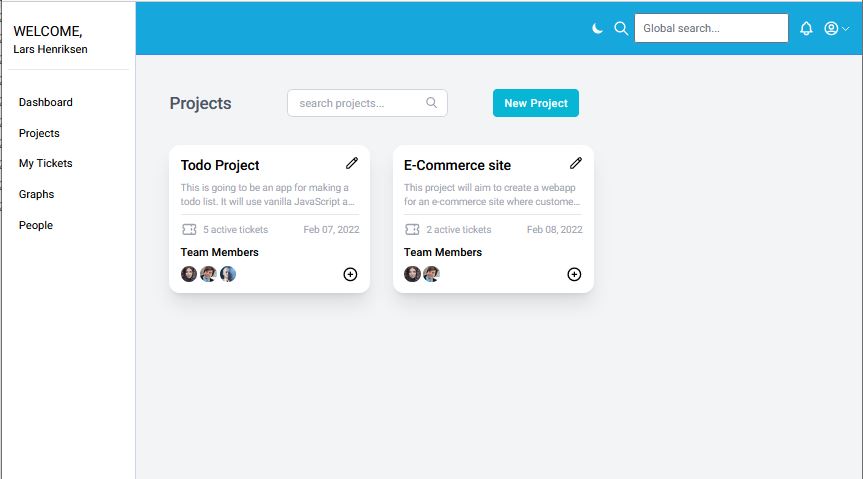 WELCOME,
Lars Henriksen
Dashboard
Projects
My Tickets
Graphs
People
Global search...
Projects
search projects...
New Project
Todo Project
This is going to be an app for making a
todo list. It will use vanilla JavaScript a...
5 active tickets
Feb 07, 2022
Team Members
E-Commerce site
This project will aim to create a webapp
for an e-commerce site where custome...
2 active tickets
Feb 08, 2022
Team Members